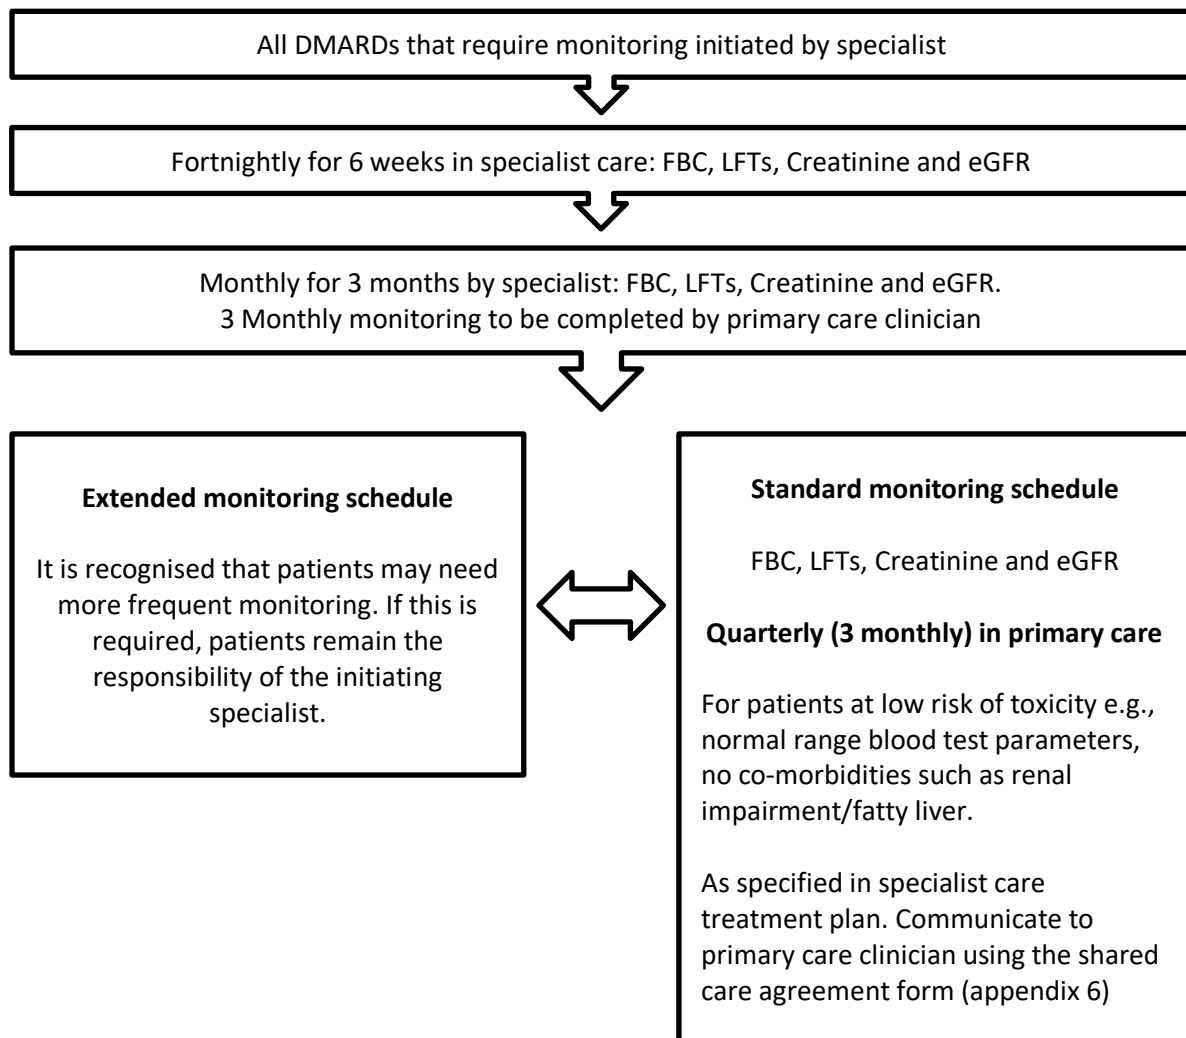 All DMARDs that require monitoring initiated by specialist
Fortnightly for 6 weeks in specialist care: FBC, LFTs, Creatinine and eGFR
Monthly for 3 months by specialist: FBC, LFTs, Creatinine and eGFR.
3 Monthly monitoring to be completed by primary care clinician
Extended monitoring schedule
It is recognised that patients may need
more frequent monitoring. If this is
required, patients remain the
responsibility of the initiating
specialist.
Standard monitoring schedule
FBC, LFTs, Creatinine and eGFR
Quarterly (3 monthly) in primary care
For patients at low risk of toxicity e.g.,
normal range blood test parameters,
no co-morbidities such as renal
impairment/fatty liver.
As specified in specialist care
treatment plan. Communicate to
primary care clinician using the shared
care agreement form (appendix 6)